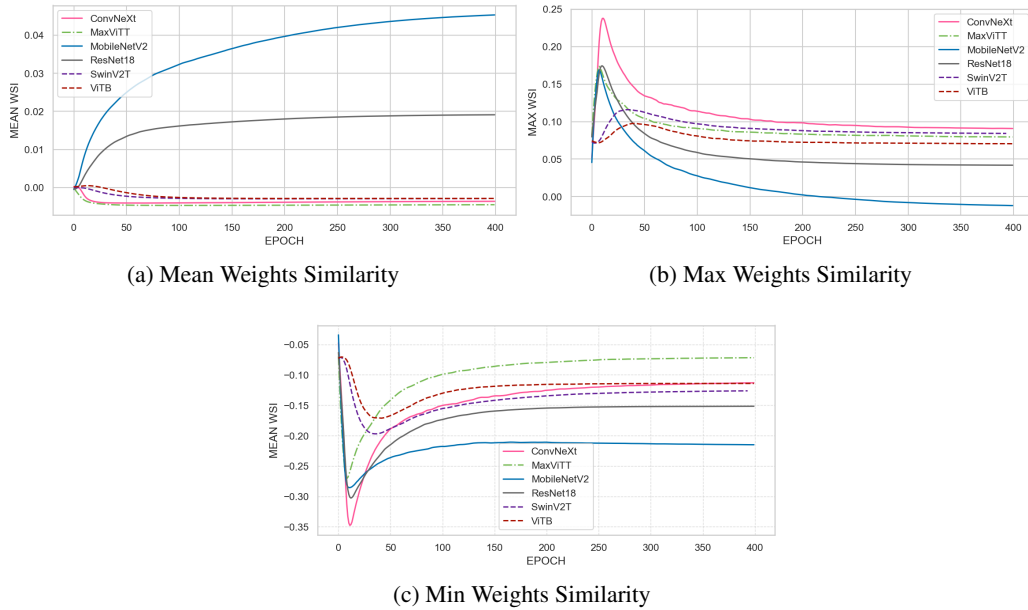 ConvNeXt
MaxViTT
MobileNetV2
ResNet18
SwinV2T
ViTB
0.04
0.03
0.02
0.01
0.00
MEAN WSI
0 50 100 150 200 250 300 350 400
EPOCH
(a) Mean Weights Similarity
ConvNeXt
MaxViTT
MobileNetV2
ResNet18
SwinV2T
ViTB
0.25
0.20
0.15
0.10
0.05
0.00
MAX WSI
0 50 100 150 200 250 300 350 400
EPOCH
(b) Max Weights Similarity
−0.05
−0.10
−0.15
−0.20
−0.25
−0.30
−0.35
MEAN WSI
ConvNeXt
MaxViTT
MobileNetV2
ResNet18
SwinV2T
ViTB
0 50 100 150 200 250 300 350 400
EPOCH
(c) Min Weights Similarity